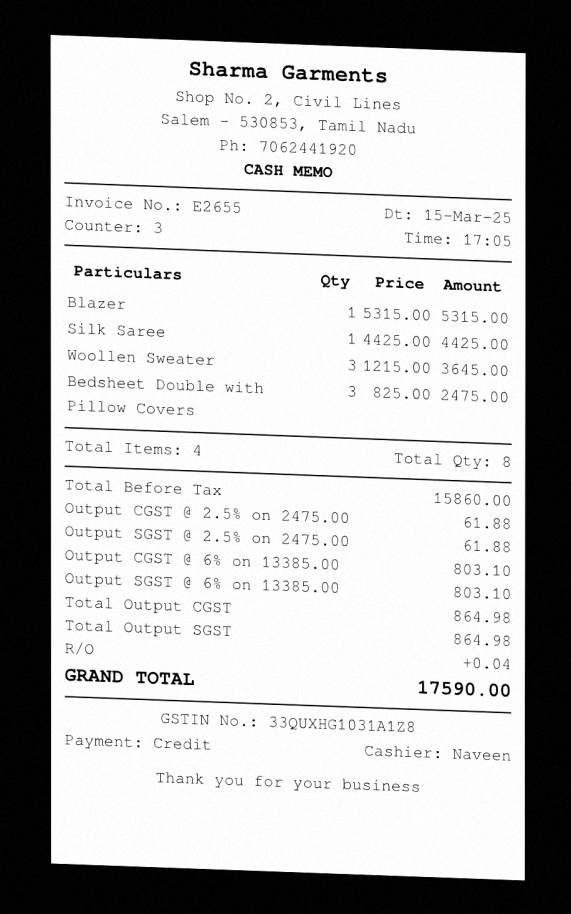 Sharma Garments
Shop No. 2, Civil Lines
Salem - 530853, Tamil Nadu
Ph: 7062441920
CASH MEMO
Invoice No.: E2655 Dt: 15-Mar-25
Counter: 3 Time: 17:05
Particulars Qty Price Amount
Blazer 1 5315.00 5315.00
Silk Saree 1 4425.00 4425.00
Woollen Sweater 3 1215.00 3645.00
Bedsheet Double with 3 825.00 2475.00
Pillow Covers
Total Items: 4 Total Qty: 8
Total Before Tax 15860.00
Output CGST @ 2.5% on 2475.00 61.88
Output SGST @ 2.5% on 2475.00 61.88
Output CGST @ 6% on 13385.00 803.10
Output SGST @ 6% on 13385.00 803.10
Total Output CGST 864.98
Total Output SGST 864.98
R/O +0.04
GRAND TOTAL 17590.00
GSTIN No.: 33QUXHG1031A1Z8
Payment: Credit Cashier: Naveen
Thank you for your business